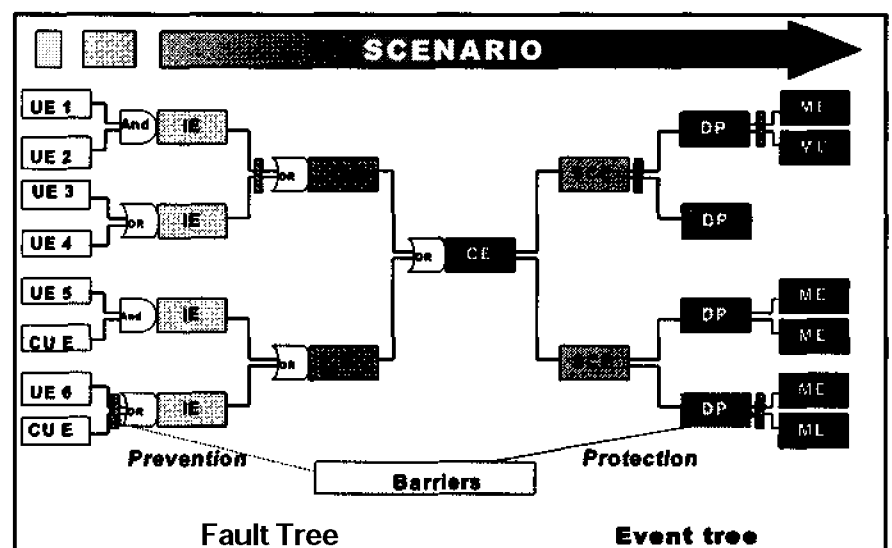 SCENARIO
UE 1
UE 2
UE 3
UE 4
UE 5
CU E
UE 6
CU E
And
OR
And
OR
IE
IE
IE
IE
OR
OR
OR
CE
DP
DP
DP
DP
ME
ME
ME
ME
Prevention
Barriers
Protection
Fault Tree
Event tree